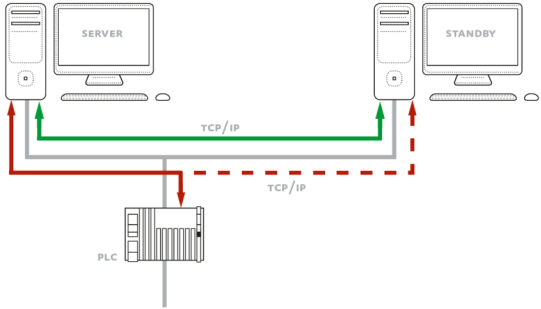 SERVER
STANDBY
TCP/IP
TCP/IP
PLC